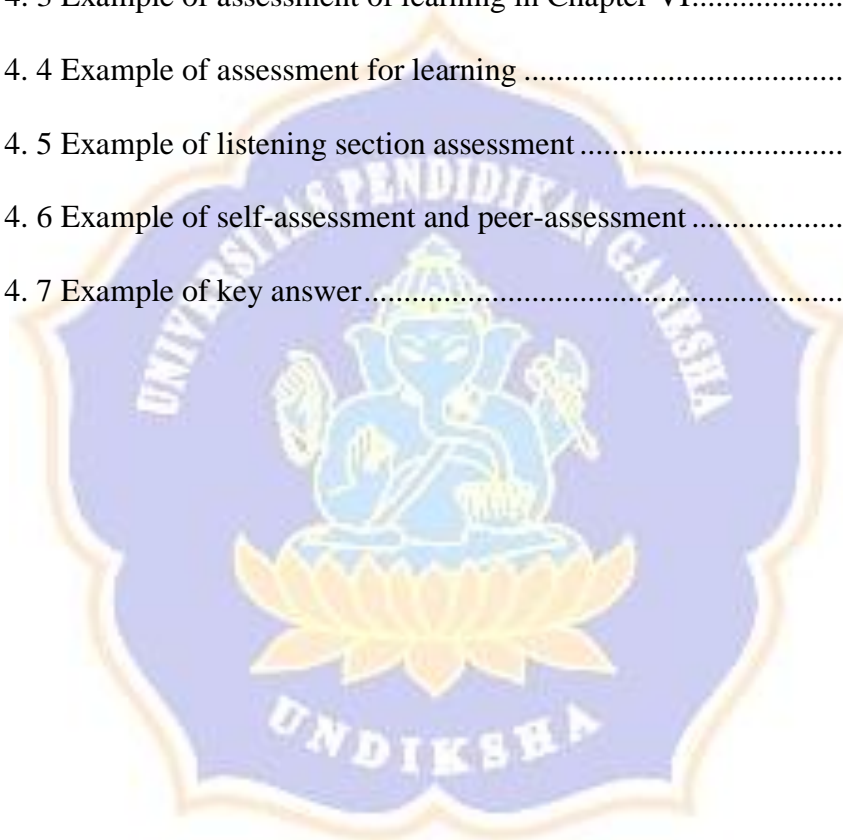 4. 3 Example of assessment of learning in Chapter VI....................
4. 4 Example of assessment for learning ........................................
4. 5 Example of listening section assessment ..................................
4. 6 Example of self-assessment and peer-assessment ...................
4. 7 Example of key answer............................................................
UNIVERSITAS PENDIDIKAN GANESHA
UNDIKSHA